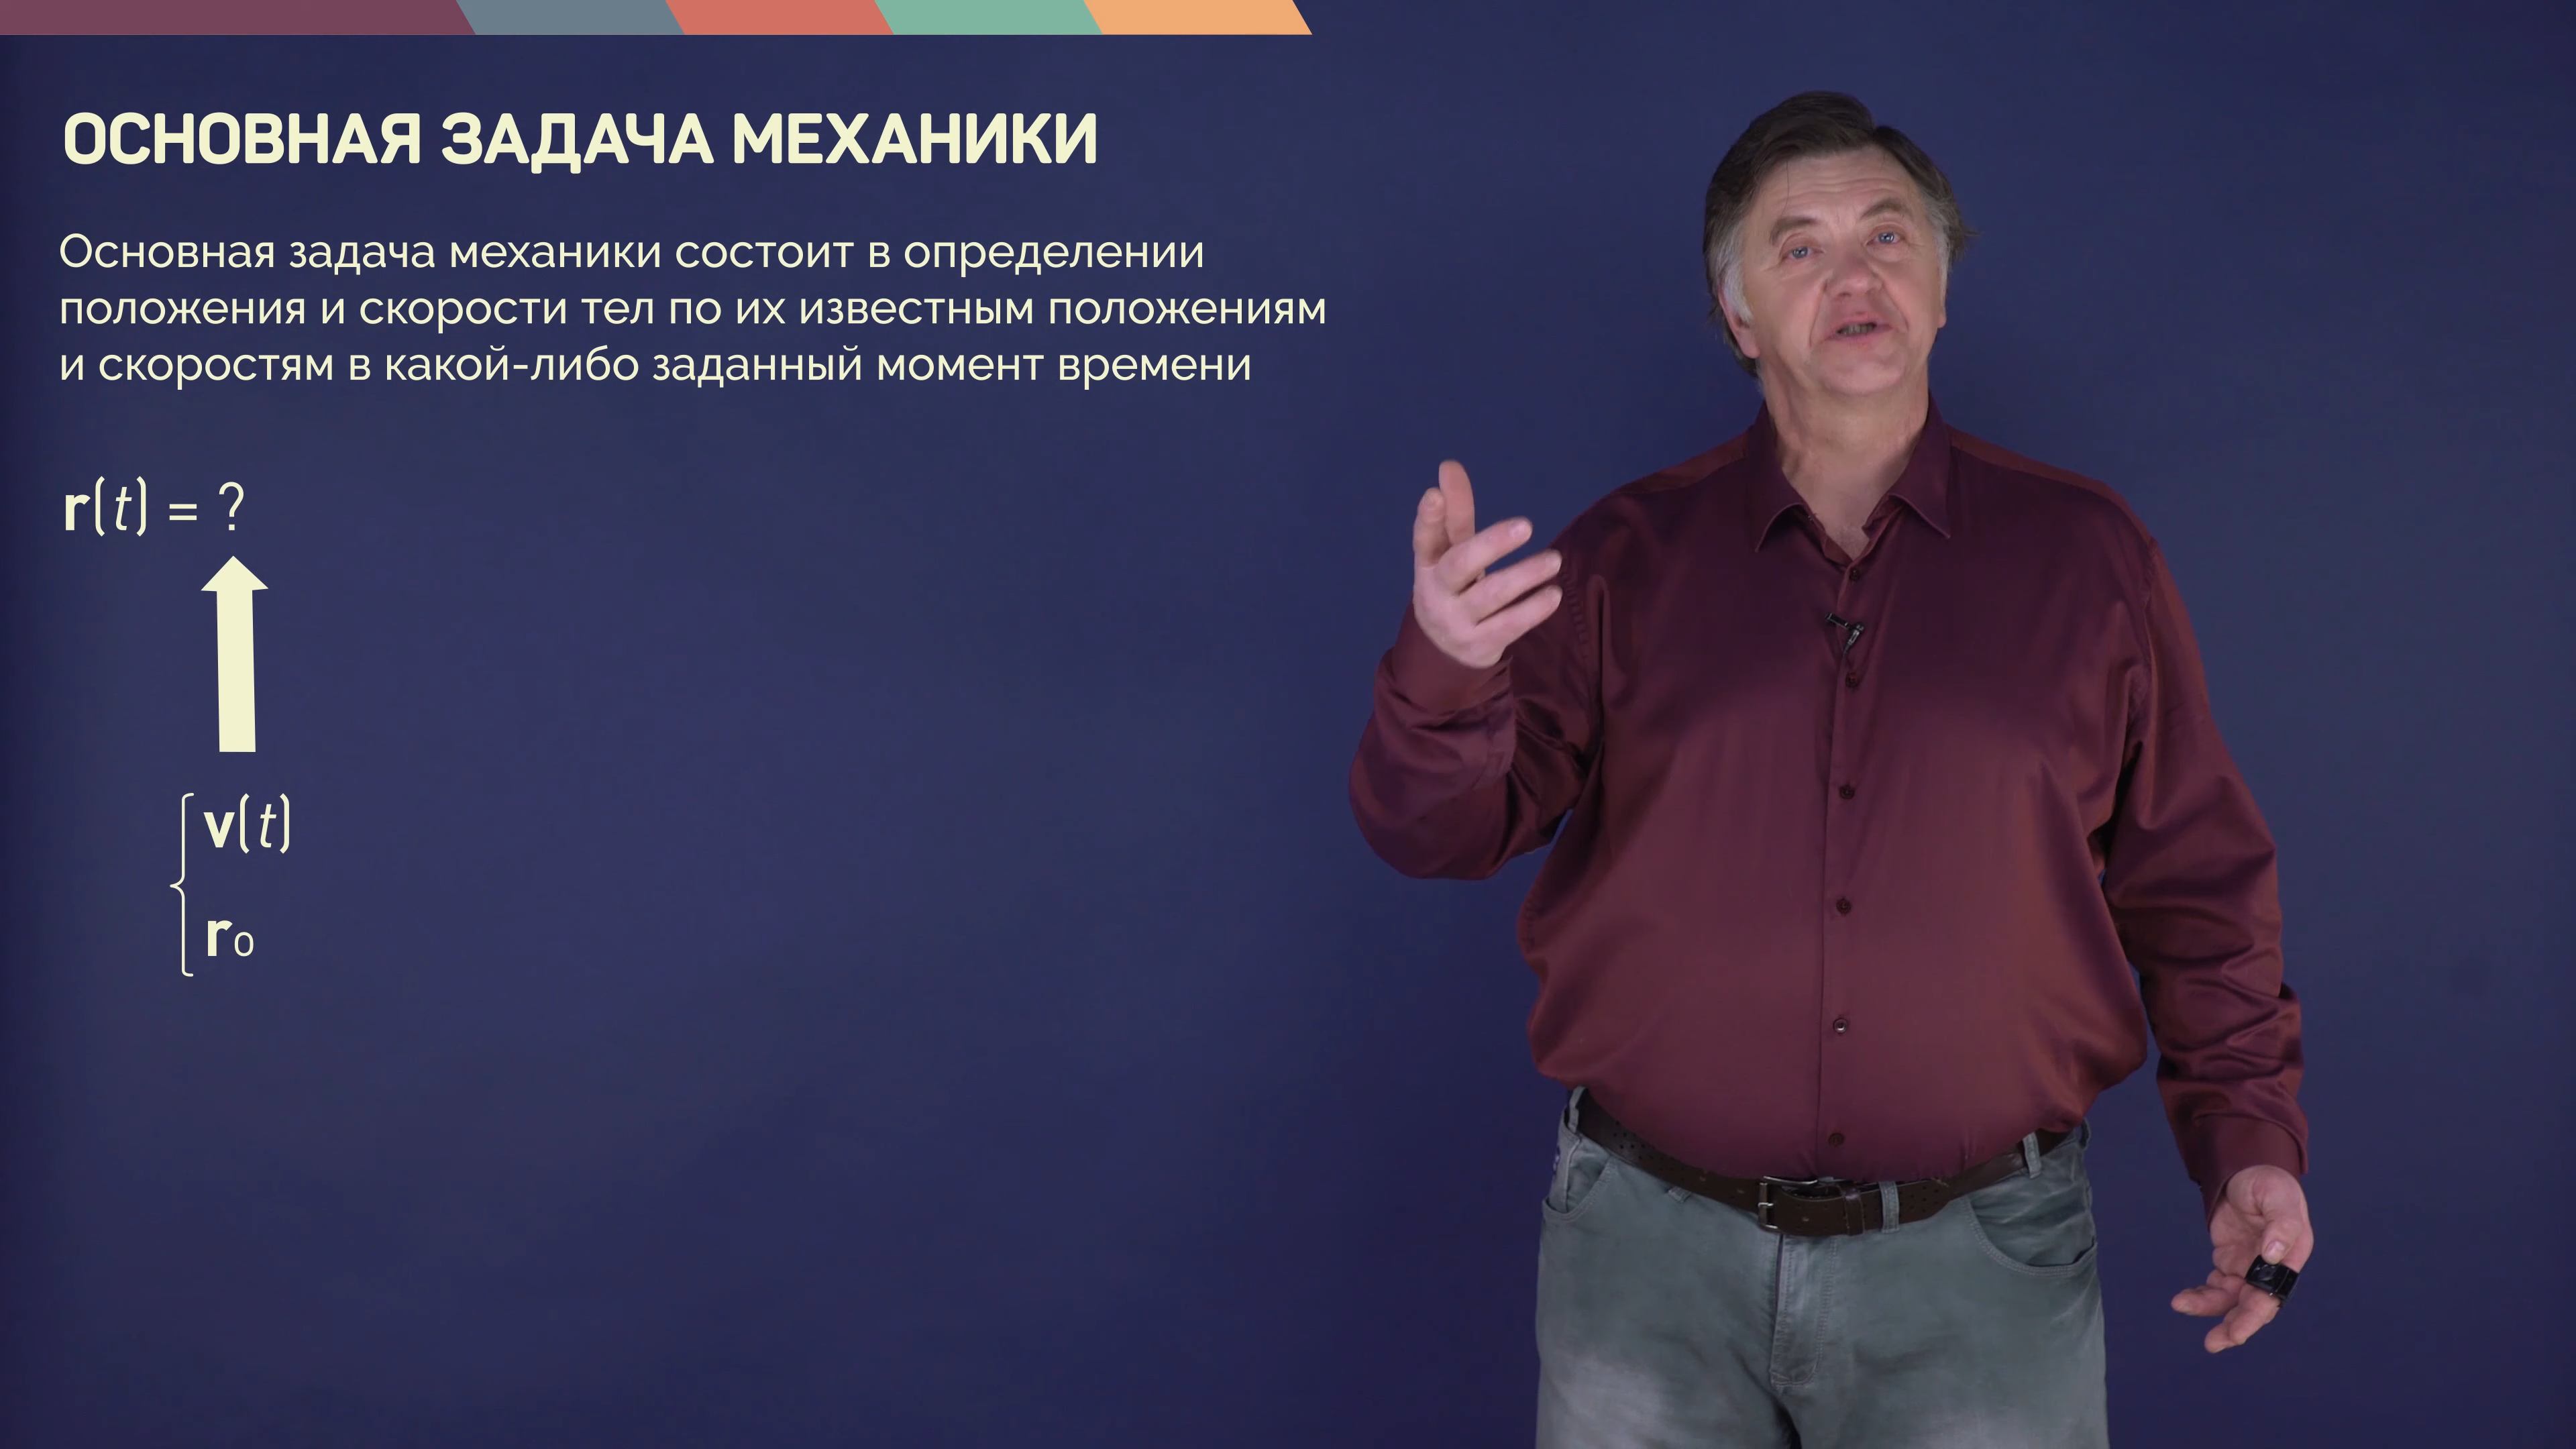 ОСНОВНАЯ ЗАДАЧА МЕХАНИКИ
Основная задача механики состоит в определении
положения и скорости тел по их известным положениям
и скоростям в какой-либо заданный момент времени
r(t) = ?
v(t)
r₀